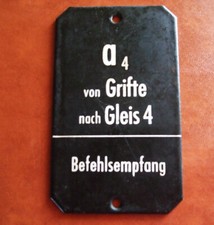 a 4
von Grifte
nach Gleis 4
Befehlsempfang